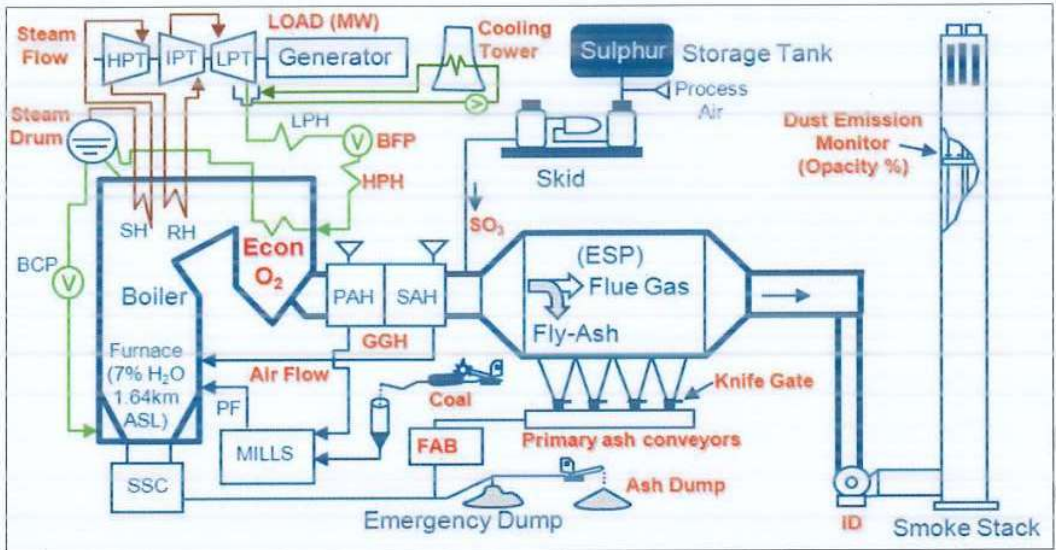 Steam
Flow
HPT
IPT
LPT
LOAD (MW)
Generator
Cooling
Tower
Sulphur
Storage Tank
Process
Air
Steam
Drum
LPH
BFP
HPH
Skid
Dust Emission
Monitor
(Opacity %)
SH
RH
SO3
BCP
Econ
O2
(ESP)
Flue Gas
Fly-Ash
Boiler
PAH
SAH
GGH
Furnace
(7% H2O
1.64km
ASL)
Air Flow
Coal
Knife Gate
PF
MILLS
FAB
Primary ash conveyors
SSC
Ash Dump
Emergency Dump
ID
Smoke Stack